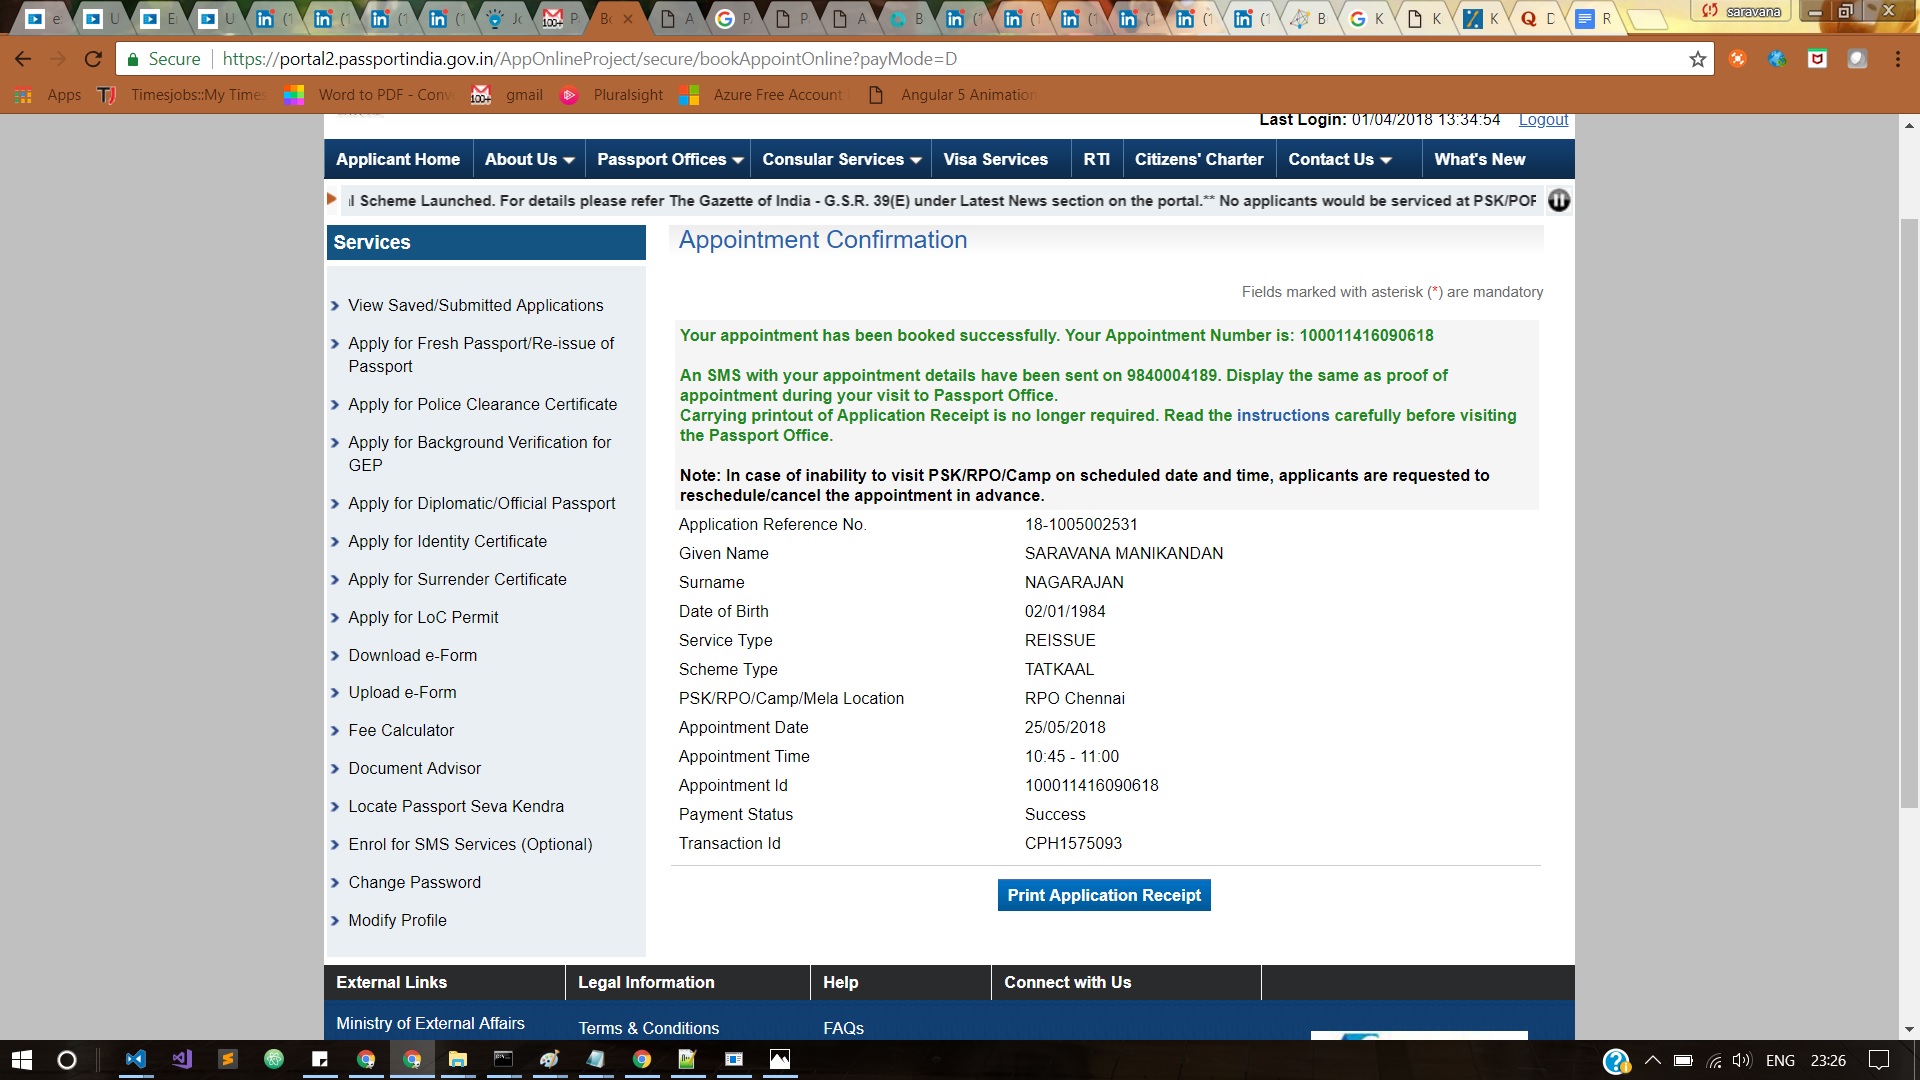 saravana
Secure https://portal2.passportindia.gov.in/AppOnlineProject/secure/bookAppointOnline?payMode=D
Apps Timesjobs::My Times Word to PDF - Conv gmail Pluralsight Azure Free Account Angular 5 Animation
Last Login: 01/04/2018 13:34:54 Logout
Applicant Home About Us Passport Offices Consular Services Visa Services RTI Citizens' Charter Contact Us What's New
l Scheme Launched. For details please refer The Gazette of India - G.S.R. 39(E) under Latest News section on the portal.** No applicants would be serviced at PSK/POP
Services
View Saved/Submitted Applications
Apply for Fresh Passport/Re-issue of
Passport
Apply for Police Clearance Certificate
Apply for Background Verification for
GEP
Apply for Diplomatic/Official Passport
Apply for Identity Certificate
Apply for Surrender Certificate
Apply for LoC Permit
Download e-Form
Upload e-Form
Fee Calculator
Document Advisor
Locate Passport Seva Kendra
Enrol for SMS Services (Optional)
Change Password
Modify Profile
Appointment Confirmation
Fields marked with asterisk (*) are mandatory
Your appointment has been booked successfully. Your Appointment Number is: 100011416090618
An SMS with your appointment details have been sent on 9840004189. Display the same as proof of
appointment during your visit to Passport Office.
Carrying printout of Application Receipt is no longer required. Read the instructions carefully before visiting
the Passport Office.
Note: In case of inability to visit PSK/RPO/Camp on scheduled date and time, applicants are requested to
reschedule/cancel the appointment in advance.
Application Reference No. 18-1005002531
Given Name SARAVANA MANIKANDAN
Surname NAGARAJAN
Date of Birth 02/01/1984
Service Type REISSUE
Scheme Type TATKAAL
PSK/RPO/Camp/Mela Location RPO Chennai
Appointment Date 25/05/2018
Appointment Time 10:45 - 11:00
Appointment Id 100011416090618
Payment Status Success
Transaction Id CPH1575093
Print Application Receipt
External Links Legal Information Help Connect with Us
Ministry of External Affairs Terms & Conditions FAQs
ENG 23:26